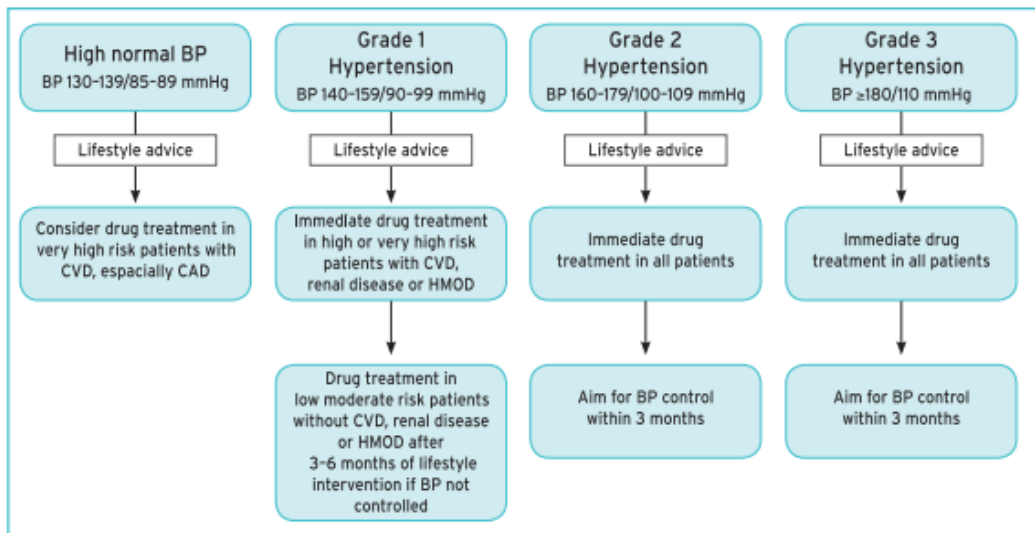 High normal BP
BP 130–139/85–89 mmHg
Lifestyle advice
Consider drug treatment in
very high risk patients with
CVD, espacially CAD
Grade 1
Hypertension
BP 140–159/90–99 mmHg
Lifestyle advice
Immediate drug treatment
in high or very high risk
patients with CVD,
renal disease or HMOD
Drug treatment in
low moderate risk patients
without CVD, renal disease
or HMOD after
3–6 months of lifestyle
intervention if BP not
controlled
Grade 2
Hypertension
BP 160–179/100–109 mmHg
Lifestyle advice
Immediate drug
treatment in all patients
Aim for BP control
within 3 months
Grade 3
Hypertension
BP ≥180/110 mmHg
Lifestyle advice
Immediate drug
treatment in all patients
Aim for BP control
within 3 months